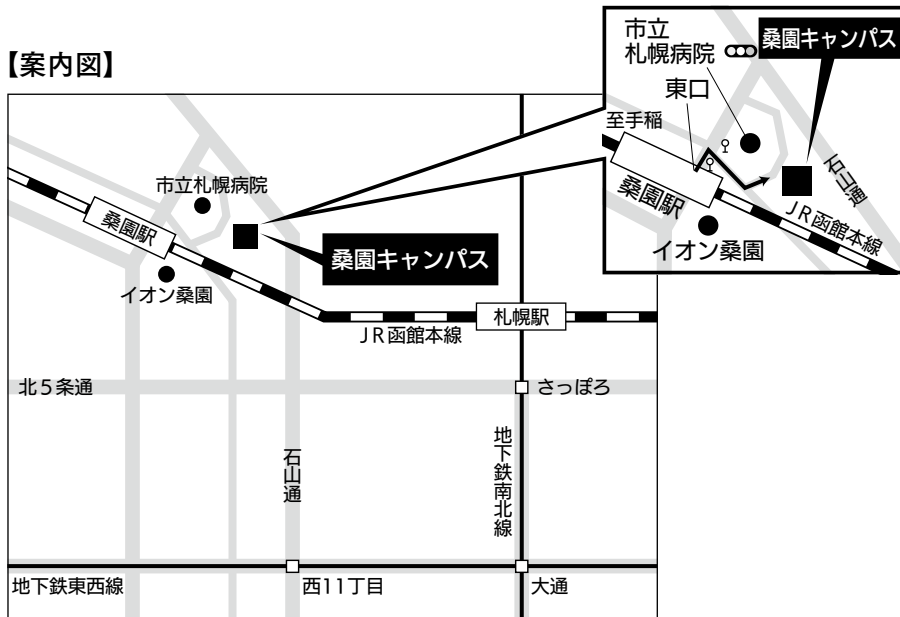 【案内図】
市立札幌病院
桑園駅
桑園キャンパス
イオン桑園
札幌駅
JR函館本線
北5条通
さっぽろ
石山通
地下鉄南北線
地下鉄東西線
西11丁目
大通
市立
札幌病院
桑園キャンパス
東口
至手稲
石山通
桑園駅
JR函館本線
イオン桑園